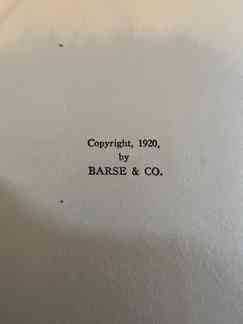 Copyright, 1920,
by
BARSE & CO.